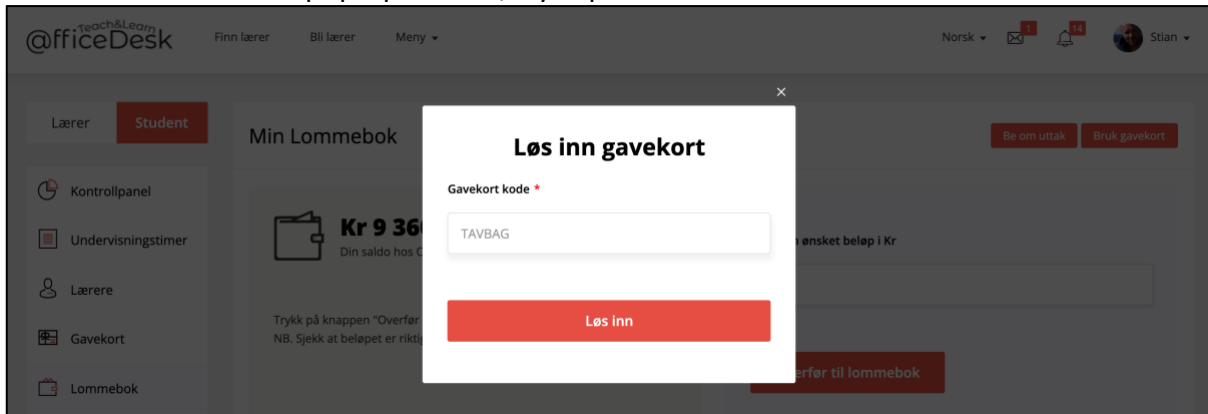 Teach&Learn
@fficeDesk
Finn lærer
Bli lærer
Meny
Norsk
1
14
Stian
Lærer
Student
Min Lommebok
Be om uttak
Bruk gavekort
×
Løs inn gavekort
Gavekort kode *
TAVBAG
Løs inn
Kontrollpanel
Undervisningstimer
Lærere
Gavekort
Lommebok
Kr 9 36
Din saldo hos
ønsket beløp i Kr
Trykk på knappen "Overfør
NB. Sjekk at beløpet er
til lommebok